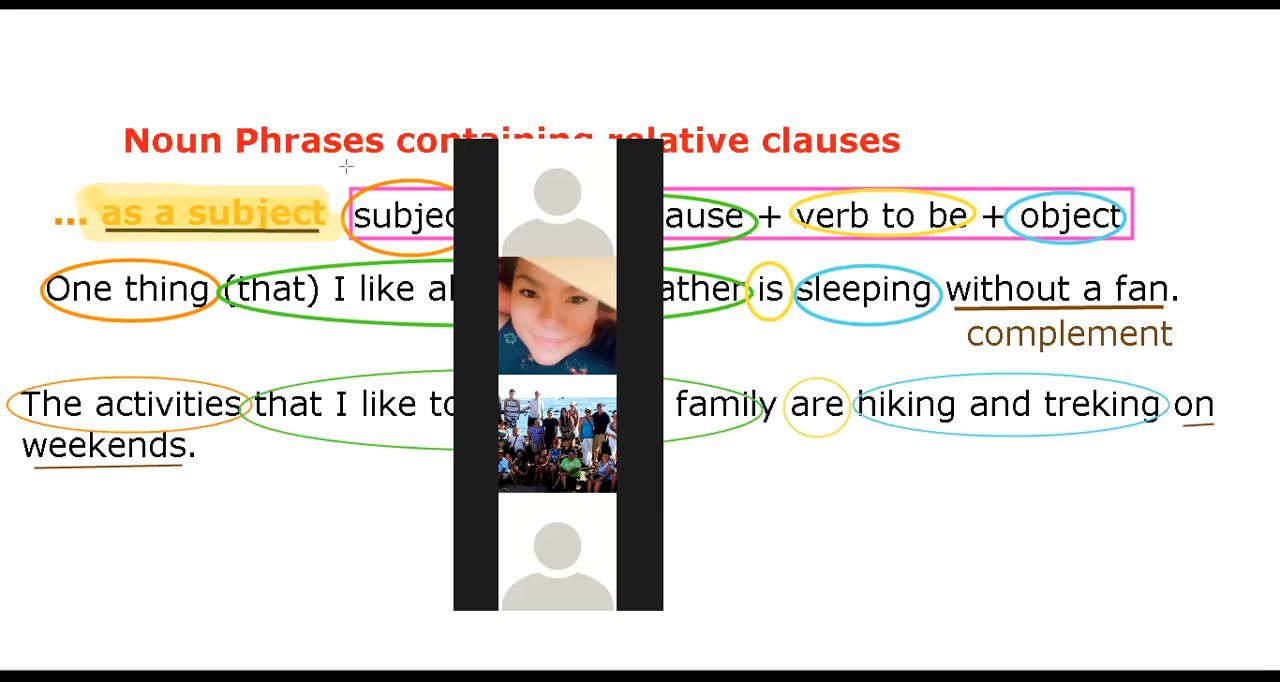 Noun Phrases containing relative clauses
... as a subject subjec ause + verb to be + object
One thing (that) I like al ather is sleeping without a fan.
complement
The activities that I like to family are hiking and treking on
weekends.